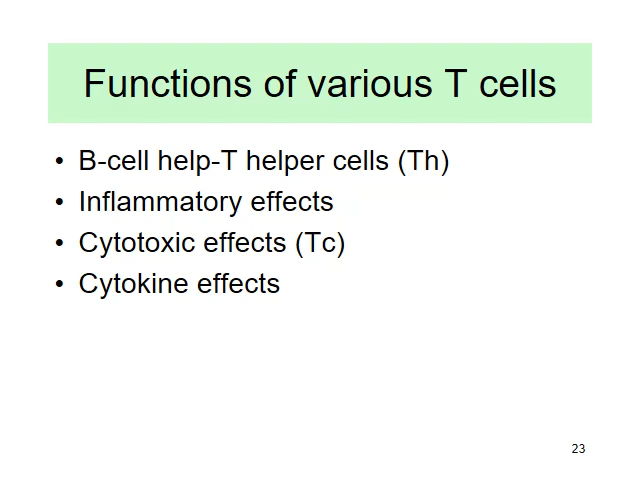 Functions of various T cells
• B-cell help-T helper cells (Th)
• Inflammatory effects
• Cytotoxic effects (Tc)
• Cytokine effects
23